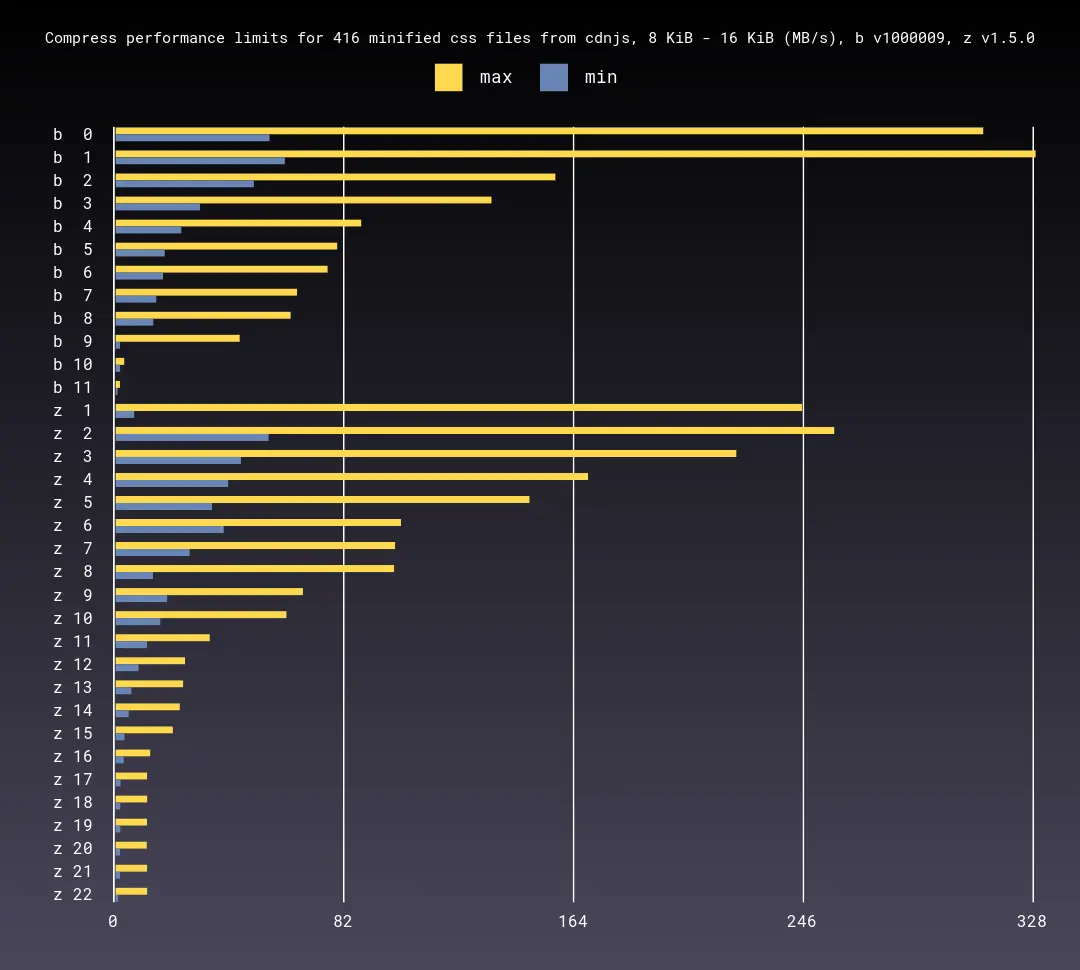 Compress performance limits for 416 minified css files from cdnjs, 8 KiB - 16 KiB (MB/s), b v1000009, z v1.5.0
max min
b 0
b 1
b 2
b 3
b 4
b 5
b 6
b 7
b 8
b 9
b 10
b 11
z 1
z 2
z 3
z 4
z 5
z 6
z 7
z 8
z 9
z 10
z 11
z 12
z 13
z 14
z 15
z 16
z 17
z 18
z 19
z 20
z 21
z 22
0 82 164 246 328